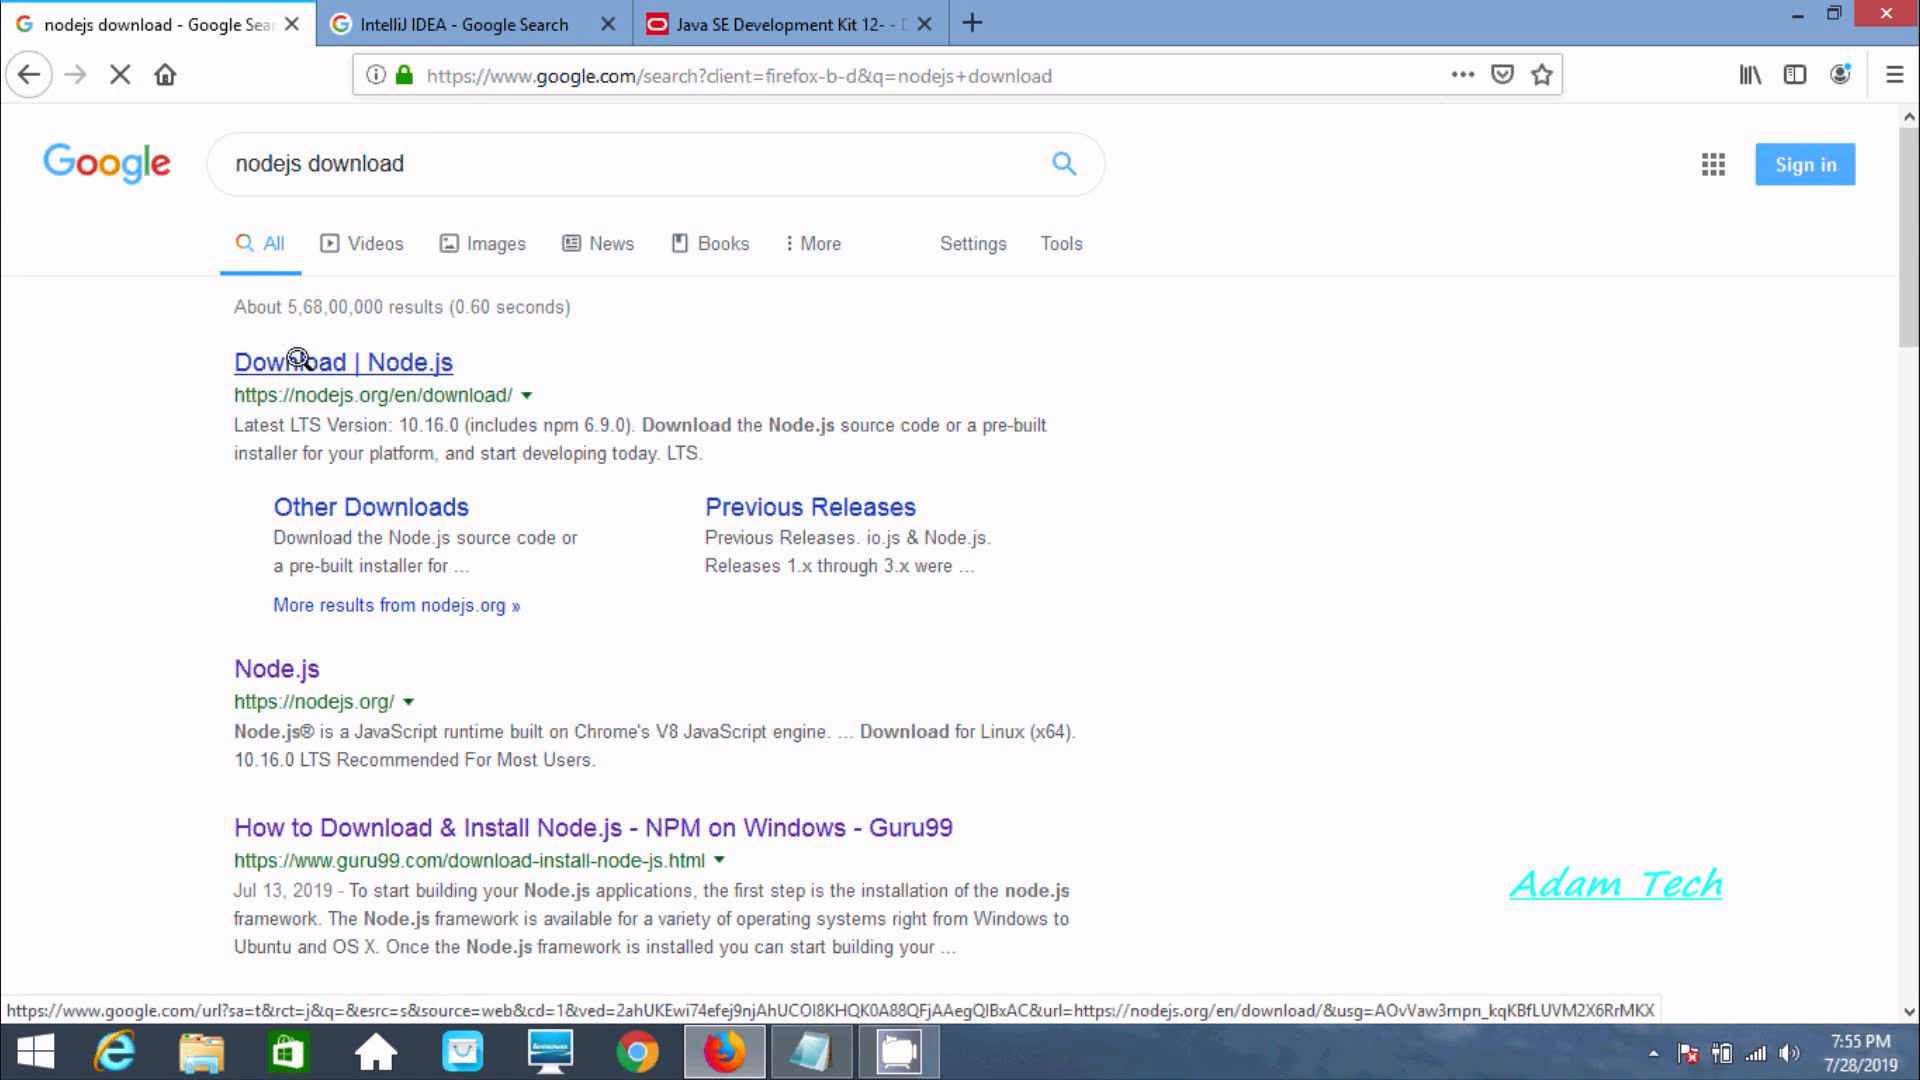 nodejs download - Google Sear
IntelliJ IDEA - Google Search
Java SE Development Kit 12- - D
https://www.google.com/search?client=firefox-b-d&q=nodejs+download
Google
nodejs download
Sign in
All
Videos
Images
News
Books
More
Settings
Tools
About 5,68,00,000 results (0.60 seconds)
Download | Node.js
https://nodejs.org/en/download/
Latest LTS Version: 10.16.0 (includes npm 6.9.0). Download the Node.js source code or a pre-built
installer for your platform, and start developing today. LTS.
Other Downloads
Download the Node.js source code or
a pre-built installer for ...
Previous Releases
Previous Releases. io.js & Node.js.
Releases 1.x through 3.x were ...
More results from nodejs.org »
Node.js
https://nodejs.org/
Node.js® is a JavaScript runtime built on Chrome's V8 JavaScript engine. ... Download for Linux (x64).
10.16.0 LTS Recommended For Most Users.
How to Download & Install Node.js - NPM on Windows - Guru99
https://www.guru99.com/download-install-node-js.html
Jul 13, 2019 - To start building your Node.js applications, the first step is the installation of the node.js
framework. The Node.js framework is available for a variety of operating systems right from Windows to
Ubuntu and OS X. Once the Node.js framework is installed you can start building your ...
Adam Tech
https://www.google.com/url?sa=t&rct=j&q=&esrc=s&source=web&cd=1&ved=2ahUKEwi74efej9njAhUCOI8KHQK0A88QFjAAegQIBxAC&url=https://nodejs.org/en/download/&usg=AOvVaw3rnpn_kqKBfLUVM2X6RrMKX
lenovo
7:55 PM
7/28/2019